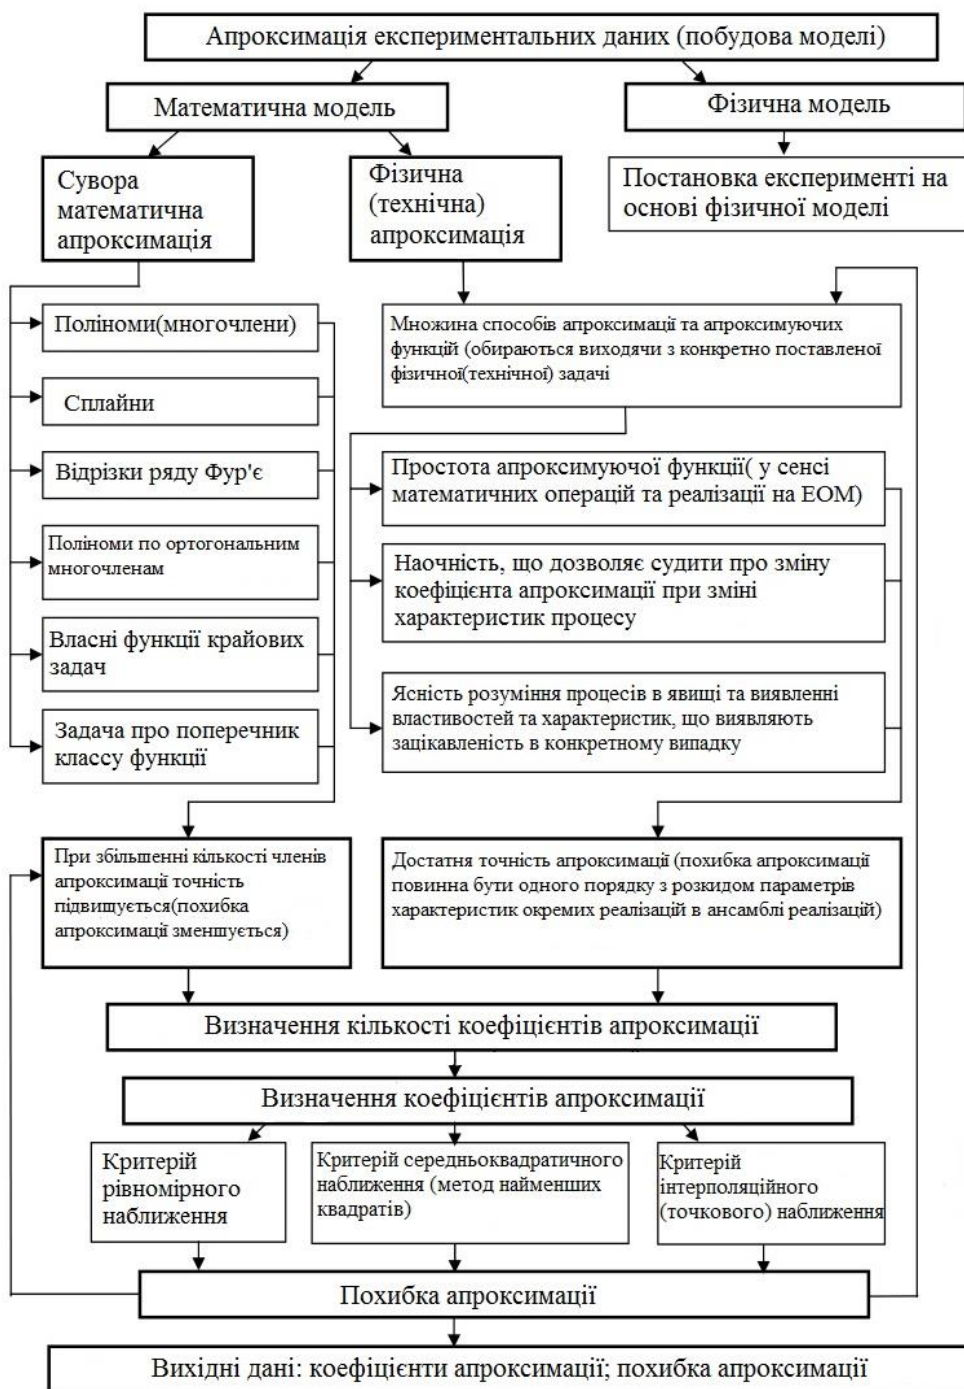 Апроксимація експериментальних даних (побудова моделі)
Математична модель
Фізична модель
Сувора
математична
апроксимація
Фізична
(технічна)
апроксимація
Постановка експерименті на
основі фізичної моделі
Поліноми(многочлени)
Сплайни
Відрізки ряду Фур'є
Поліноми по ортогональним
многочленам
Власні функції крайових
задач
Задача про поперечник
классу функції
Множина способів апроксимації та апроксимуючих
функцій (обираються виходячи з конкретно поставленої
фізичної(технічної) задачі
Простота апроксимуючої функції( у сенсі
математичних операцій та реалізації на ЕОМ)
Наочність, що дозволяє судити про зміну
коефіцієнта апроксимації при зміні
характеристик процесу
Ясність розуміння процесів в явищі та виявленні
властивостей та характеристик, що виявляють
зацікавленість в конкретному випадку
При збільшенні кількості членів
апроксимації точність
підвищується(похибка
апроксимації зменшується)
Достатня точність апроксимації (похибка апроксимації
повинна бути одного порядку з розкидом параметрів
характеристик окремих реалізацій в ансамблі реалізацій)
Визначення кількості коефіцієнтів апроксимації
Визначення коефіцієнтів апроксимації
Критерій
рівномірного
наближення
Критерій середньоквадратичного
наближення (метод найменших
квадратів)
Критерій
інтерполяційного
(точкового) наближення
Похибка апроксимації
Вихідні дані: коефіцієнти апроксимації; похибка апроксимації